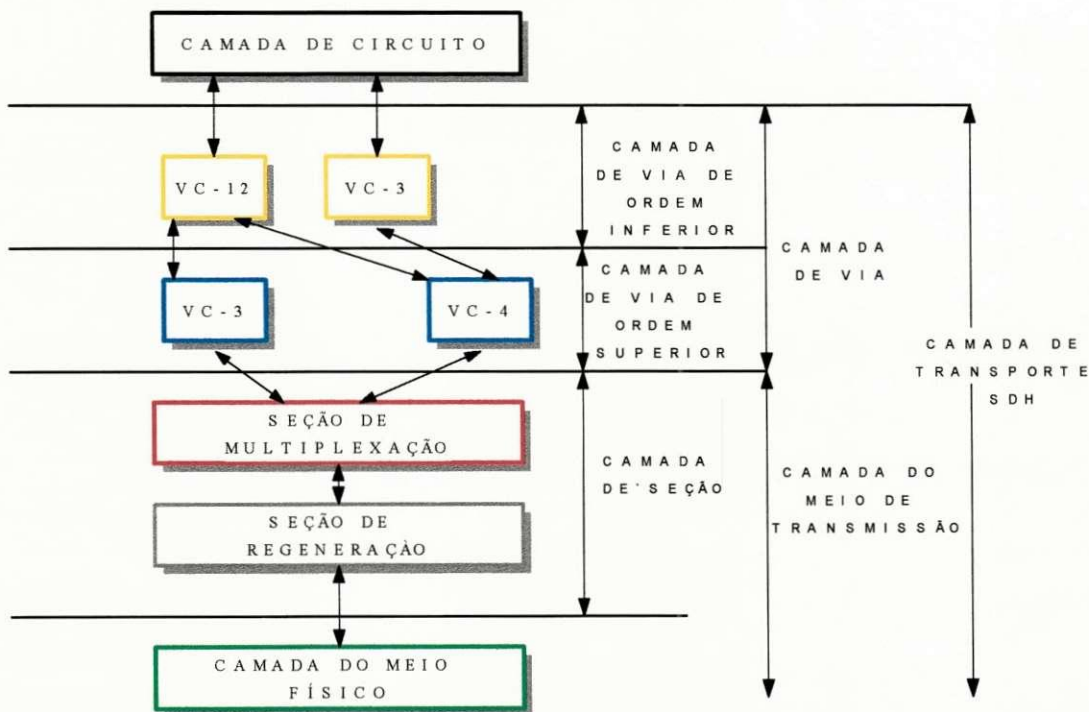 CAMADA DE CIRCUITO
VC-12
VC-3
CAMADA
DE VIA DE
ORDEM
INFERIOR
CAMADA
DE VIA
VC-3
VC-4
CAMADA
DE VIA DE
ORDEM
SUPERIOR
CAMADA DE
TRANSPORTE
SDH
SEÇÃO DE
MULTIPLEXAÇÃO
CAMADA
DE SEÇÃO
CAMADA DO
MEIO DE
TRANSMISSÃO
SEÇÃO DE
REGENERAÇÀO
CAMADA DO MEIO
FÍSICO